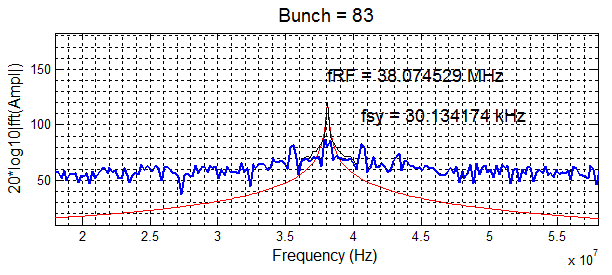 Bunch = 83
150
fRF = 38.074529 MHz
fsy = 30.134174 kHz
100
50
20*log10|fft(Ampl)|
2 2.5 3 3.5 4 4.5 5 5.5
x 10^7
Frequency (Hz)